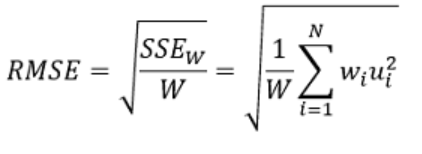 RMSE = √(SSE_W / W) = √((1 / W) ∑_{i=1}^{N} w_i u_i^2)